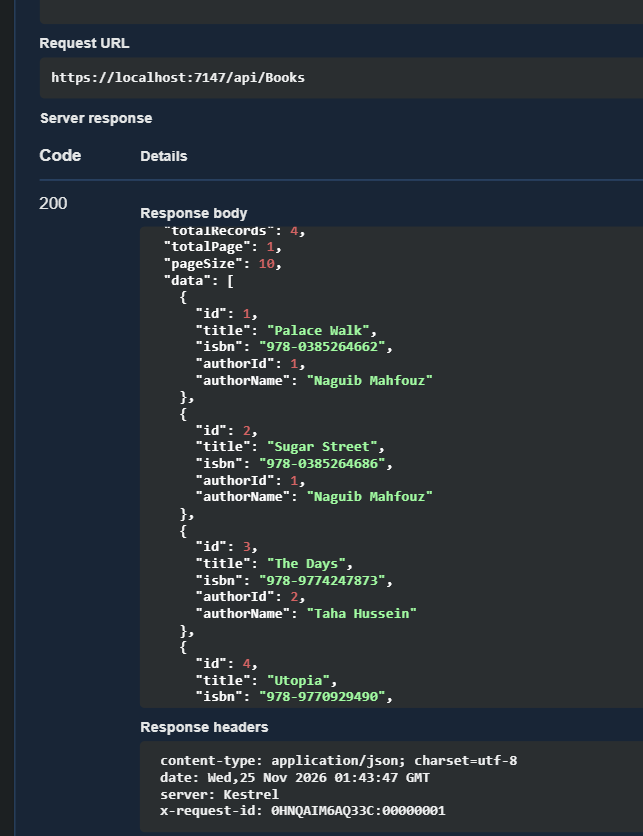 Request URL
https://localhost:7147/api/Books
Server response
Code Details
200
Response body
"totalRecords": 4,
"totalPage": 1,
"pageSize": 10,
"data": [
{
"id": 1,
"title": "Palace Walk",
"isbn": "978-0385264662",
"authorId": 1,
"authorName": "Naguib Mahfouz"
},
{
"id": 2,
"title": "Sugar Street",
"isbn": "978-0385264686",
"authorId": 1,
"authorName": "Naguib Mahfouz"
},
{
"id": 3,
"title": "The Days",
"isbn": "978-9774247873",
"authorId": 2,
"authorName": "Taha Hussein"
},
{
"id": 4,
"title": "Utopia",
"isbn": "978-9770929490",
Response headers
content-type: application/json; charset=utf-8
date: Wed,25 Nov 2026 01:43:47 GMT
server: Kestrel
x-request-id: 0HNQAIM6AQ33C:00000001